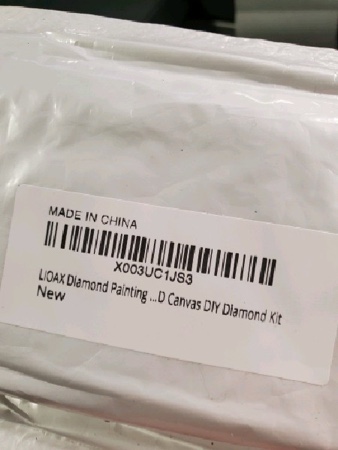 MADE IN CHINA
X003UC1JS3
LIOAX Diamond Painting ...D Canvas DIY Diamond Kit
New